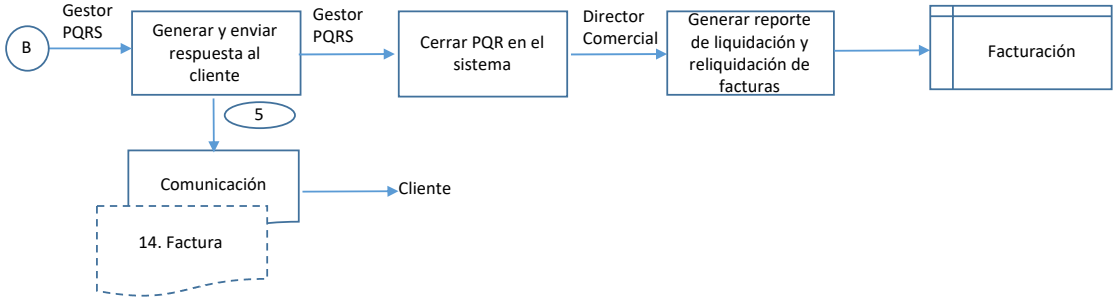 B
Gestor
PQRS
Generar y enviar
respuesta al
cliente
Gestor
PQRS
Cerrar PQR en el
sistema
Director
Comercial
Generar reporte
de liquidación y
reliquidación de
facturas
Facturación
5
Comunicación
Cliente
14. Factura